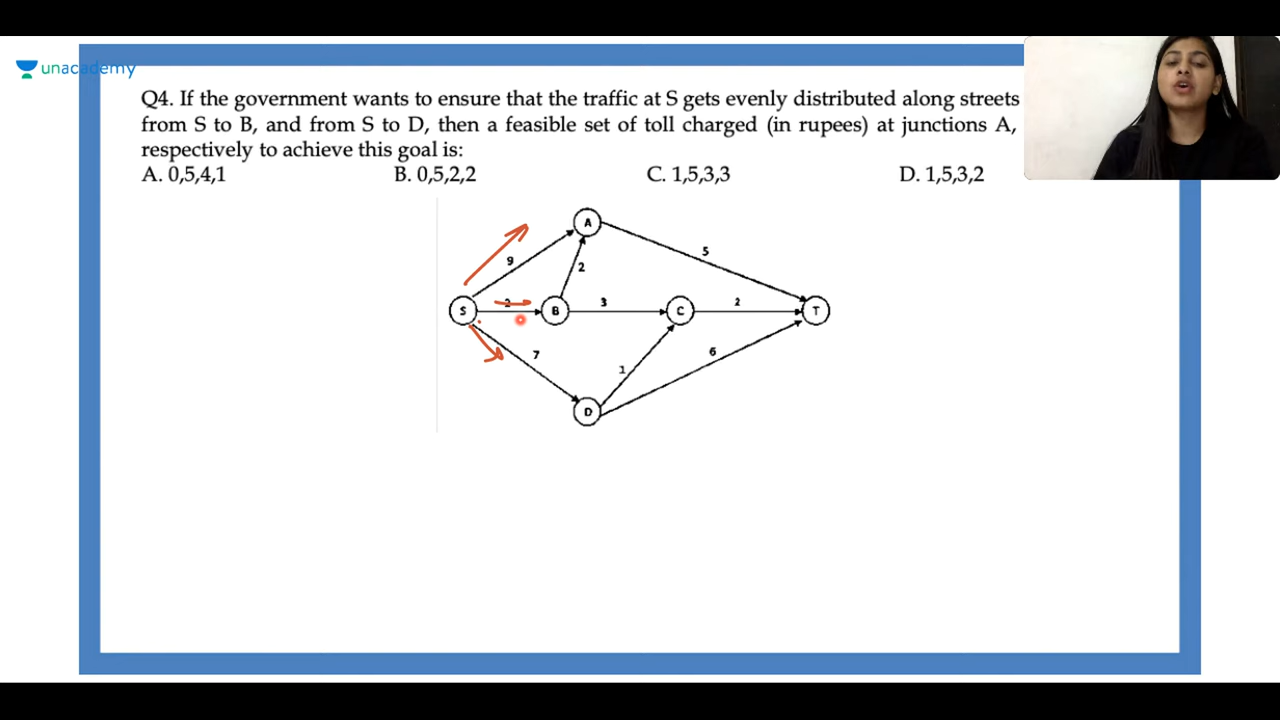 unacademy
Q4. If the government wants to ensure that the traffic at S gets evenly distributed along streets
from S to B, and from S to D, then a feasible set of toll charged (in rupees) at junctions A,
respectively to achieve this goal is:
A. 0,5,4,1 B. 0,5,2,2 C. 1,5,3,3 D. 1,5,3,2
A
9 2 5
S 2 B 3 C 2 T
7 1 6
D